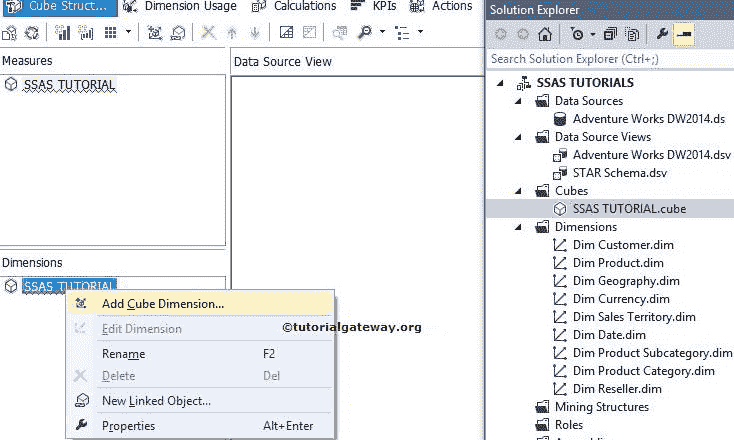 Cube Struct...
Dimension Usage
Calculations
KPIs
Actions
Measures
SSAS TUTORIAL
Data Source View
Dimensions
SSAS TUTORIAL
Add Cube Dimension...
Edit Dimension
©tutorialgateway.org
Rename F2
Delete Del
New Linked Object...
Properties Alt+Enter
Solution Explorer
Search Solution Explorer (Ctrl+;)
SSAS TUTORIALS
Data Sources
Adventure Works DW2014.ds
Data Source Views
Adventure Works DW2014.dsv
STAR Schema.dsv
Cubes
SSAS TUTORIAL.cube
Dimensions
Dim Customer.dim
Dim Product.dim
Dim Geography.dim
Dim Currency.dim
Dim Sales Territory.dim
Dim Date.dim
Dim Product Subcategory.dim
Dim Product Category.dim
Dim Reseller.dim
Mining Structures
Roles